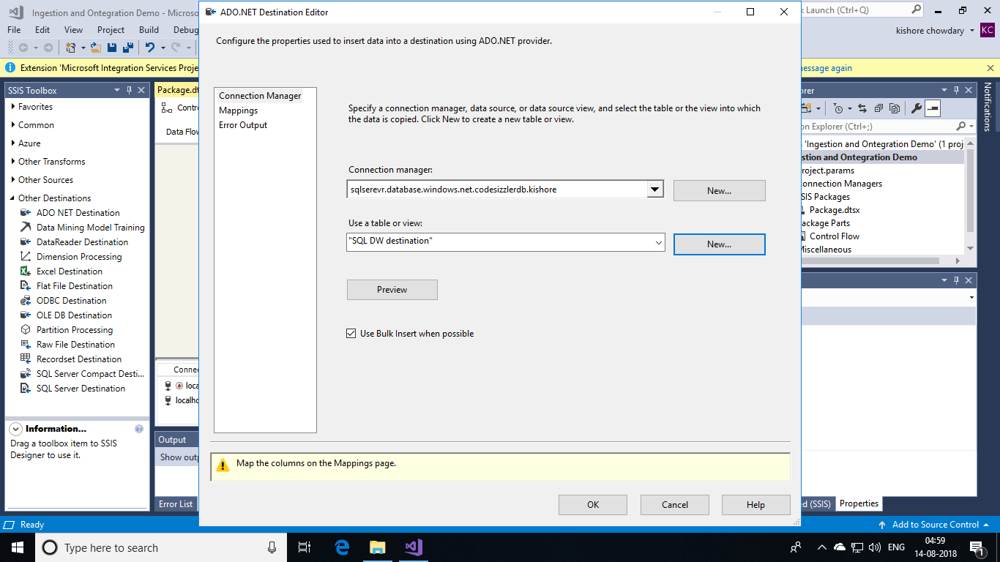 Ingestion and Ontegration Demo - Microso
ADO.NET Destination Editor
k Launch (Ctrl+Q)
File Edit View Project Build Debug
kishore chowdary
KC
Configure the properties used to insert data into a destination using ADO.NET provider.
Extension 'Microsoft Integration Services Proje
message again
SSIS Toolbox
Favorites
Common
Azure
Other Transforms
Other Sources
Other Destinations
ADO NET Destination
Data Mining Model Training
DataReader Destination
Dimension Processing
Excel Destination
Flat File Destination
ODBC Destination
OLE DB Destination
Partition Processing
Raw File Destination
Recordset Destination
SQL Server Compact Desti...
SQL Server Destination
Information...
Drag a toolbox item to SSIS
Designer to use it.
Package.dt
Contr
Data Flov
Connec
loca
localho
Output
Show outp
Error List
Connection Manager
Mappings
Error Output
Specify a connection manager, data source, or data source view, and select the table or the view into which
the data is copied. Click New to create a new table or view.
Connection manager:
sqlserevr.database.windows.net.codesizzlerdb.kishore
New...
Use a table or view:
"SQL DW destination"
New...
Preview
Use Bulk Insert when possible
Map the columns on the Mappings page.
OK Cancel Help
orer
on Explorer (Ctrl+;)
'Ingestion and Ontegration Demo' (1 proj
stion and Ontegration Demo
roject.params
Connection Managers
SIS Packages
Package.dtsx
ackage Parts
Control Flow
Miscellaneous
Notifications
ed (SSIS) Properties
Ready
Add to Source Control
Type here to search
ENG
04:59
14-08-2018
1